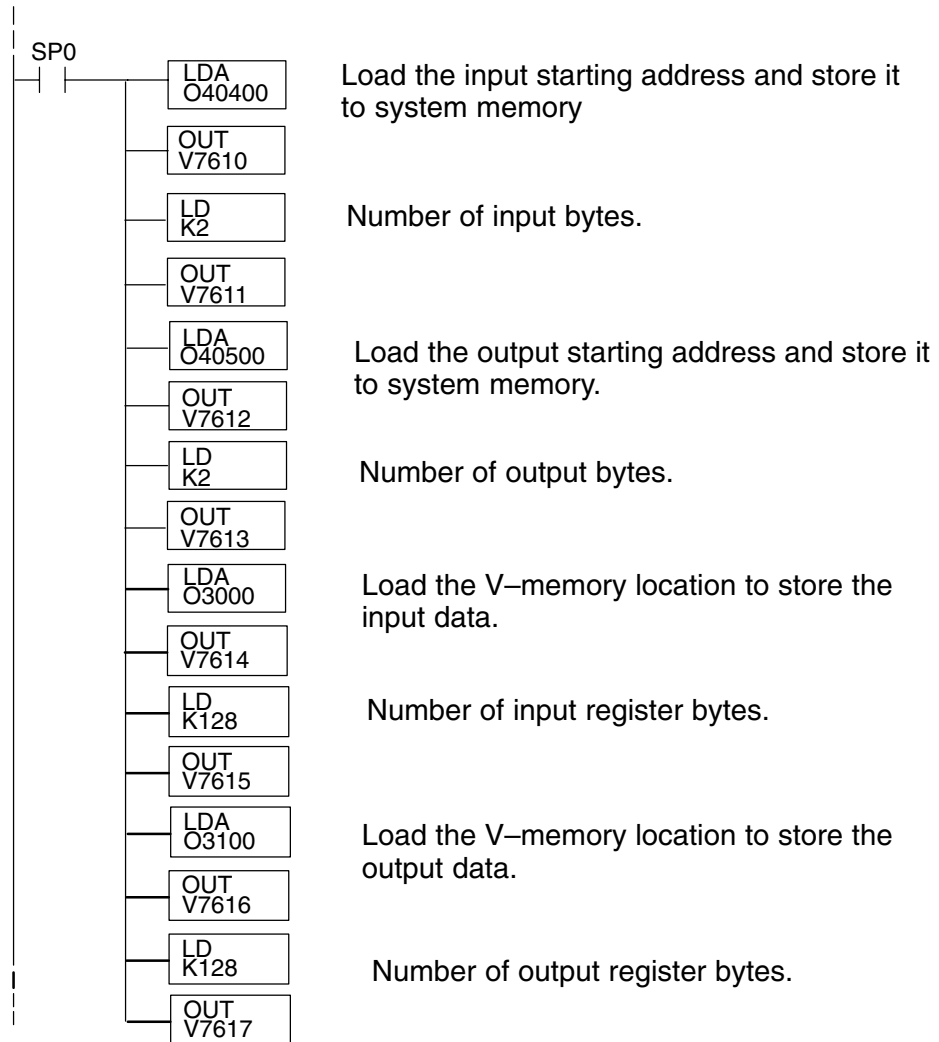 SP0
LDA
O40400
Load the input starting address and store it
to system memory
OUT
V7610
LD
K2
Number of input bytes.
OUT
V7611
LDA
O40500
Load the output starting address and store it
to system memory.
OUT
V7612
LD
K2
Number of output bytes.
OUT
V7613
LDA
O3000
Load the V–memory location to store the
input data.
OUT
V7614
LD
K128
Number of input register bytes.
OUT
V7615
LDA
O3100
Load the V–memory location to store the
output data.
OUT
V7616
LD
K128
Number of output register bytes.
OUT
V7617